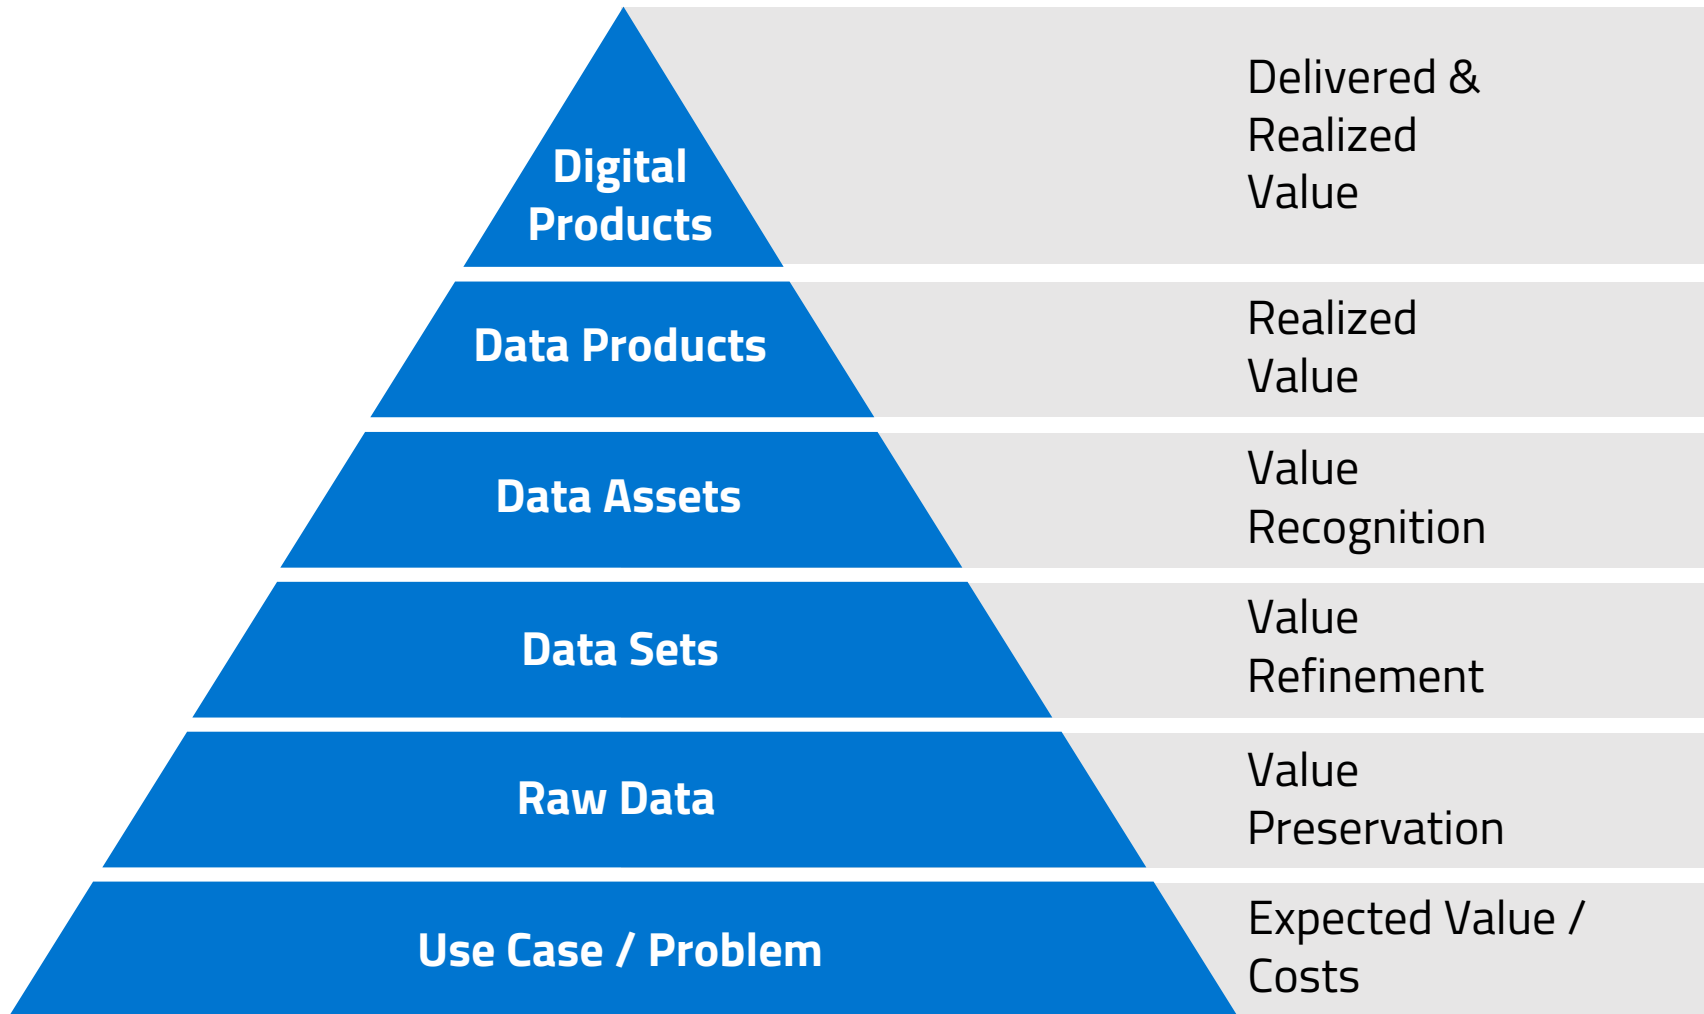 Digital
Products
Delivered &
Realized
Value
Data Products
Realized
Value
Data Assets
Value
Recognition
Data Sets
Value
Refinement
Raw Data
Value
Preservation
Use Case / Problem
Expected Value /
Costs